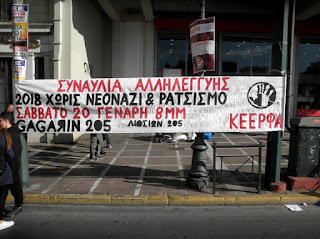 ΣΥΝΑΥΛΙΑ ΑΛΛΗΛΕΓΓΥΗΣ
2018 ΧΩΡΙΣ ΝΕΟΝΑΖΙ & ΡΑΤΣΙΣΜΟ
ΣΑΒΒΑΤΟ 20 ΓΕΝΑΡΗ 8ΜΜ
GAGARIN 205 ΛΙΟΣΙΩΝ 205 ΚΕΕΡΦΑ